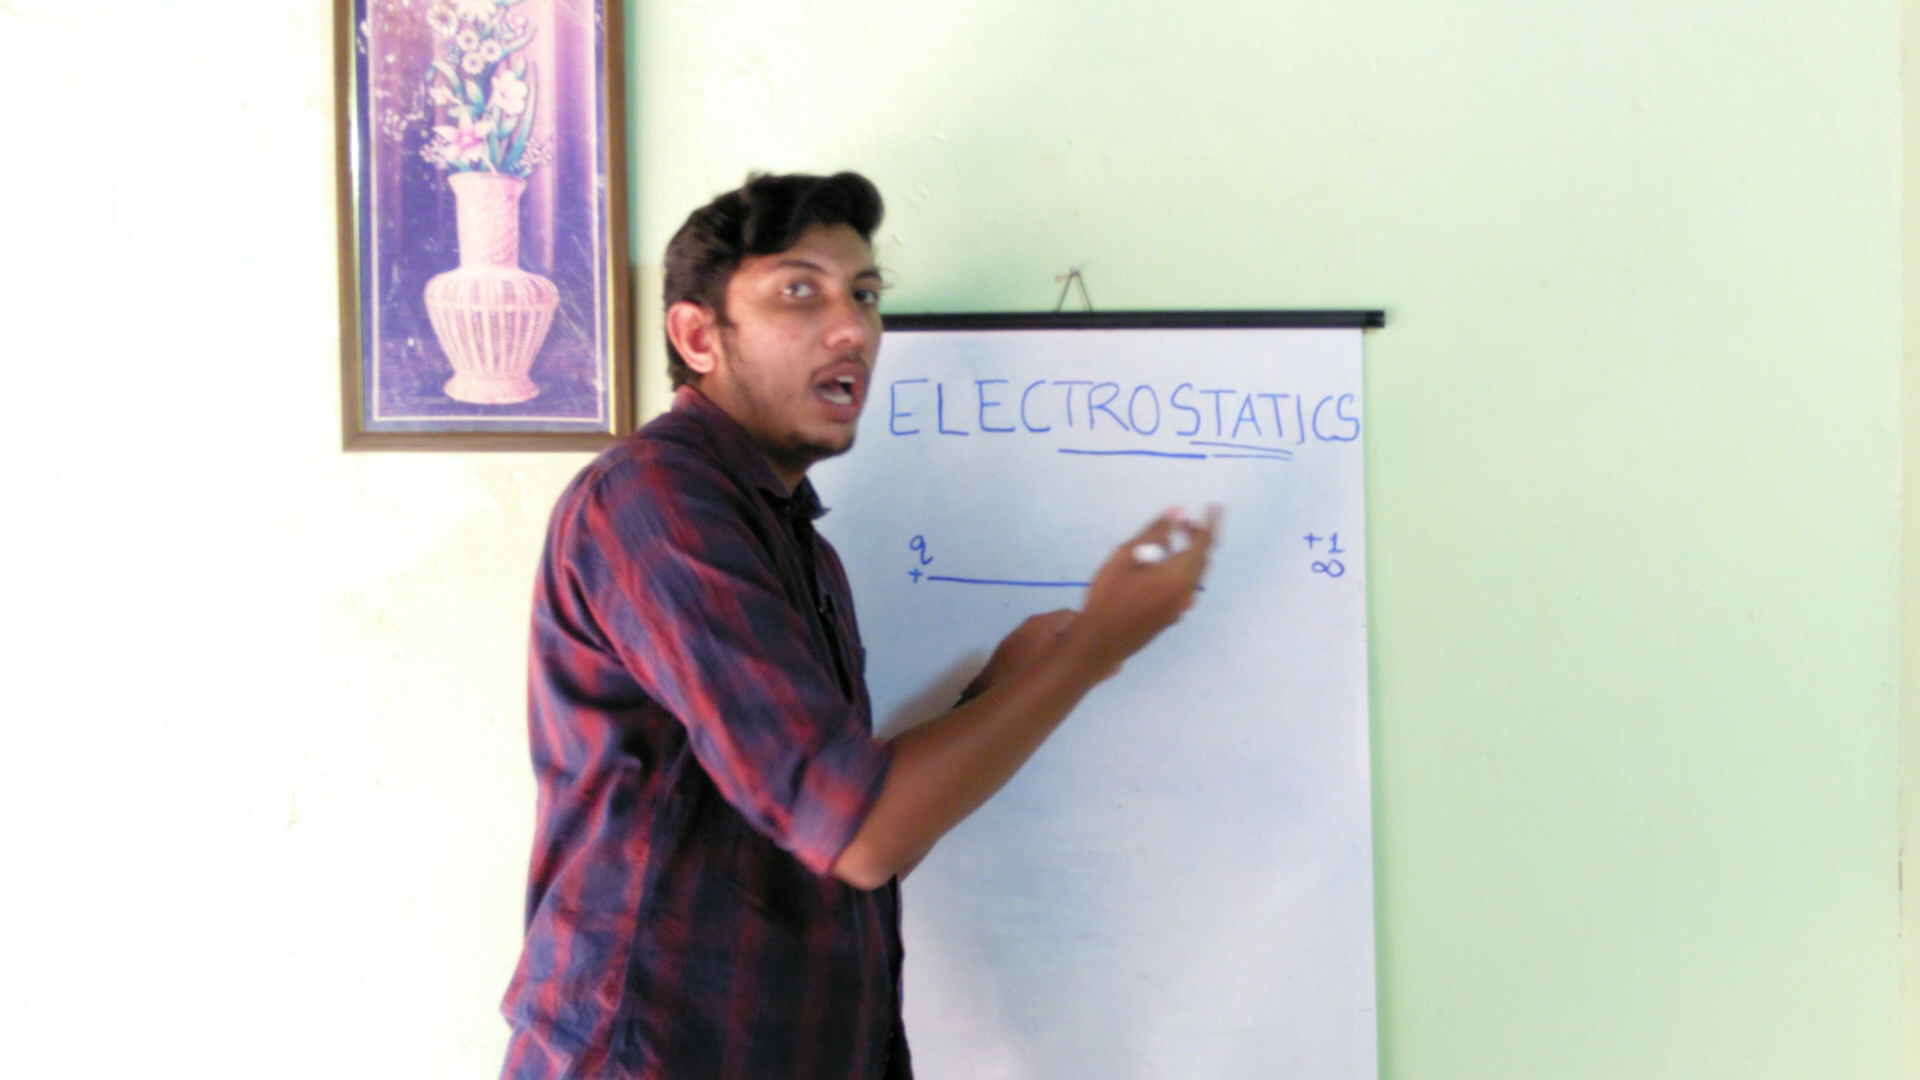 ELECTROSTATICS
q +1
+ ∞